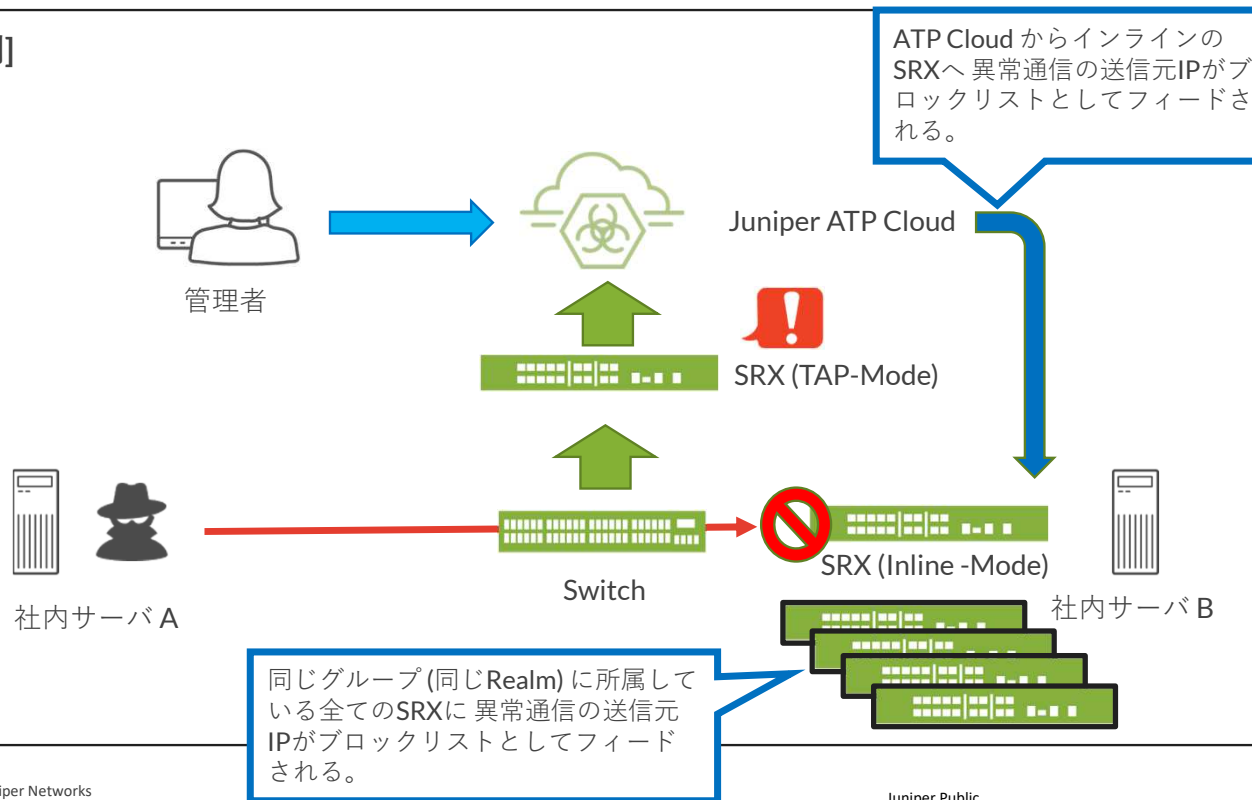 ]
ATP Cloud からインラインの
SRXへ 異常通信の送信元IPがブ
ロックリストとしてフィードさ
れる。
Juniper ATP Cloud
管理者
SRX (TAP-Mode)
SRX (Inline -Mode)
Switch
社内サーバ A
社内サーバ B
同じグループ (同じRealm) に所属して
いる全てのSRXに 異常通信の送信元
IPがブロックリストとしてフィード
される。
iper Networks
Juniper Public